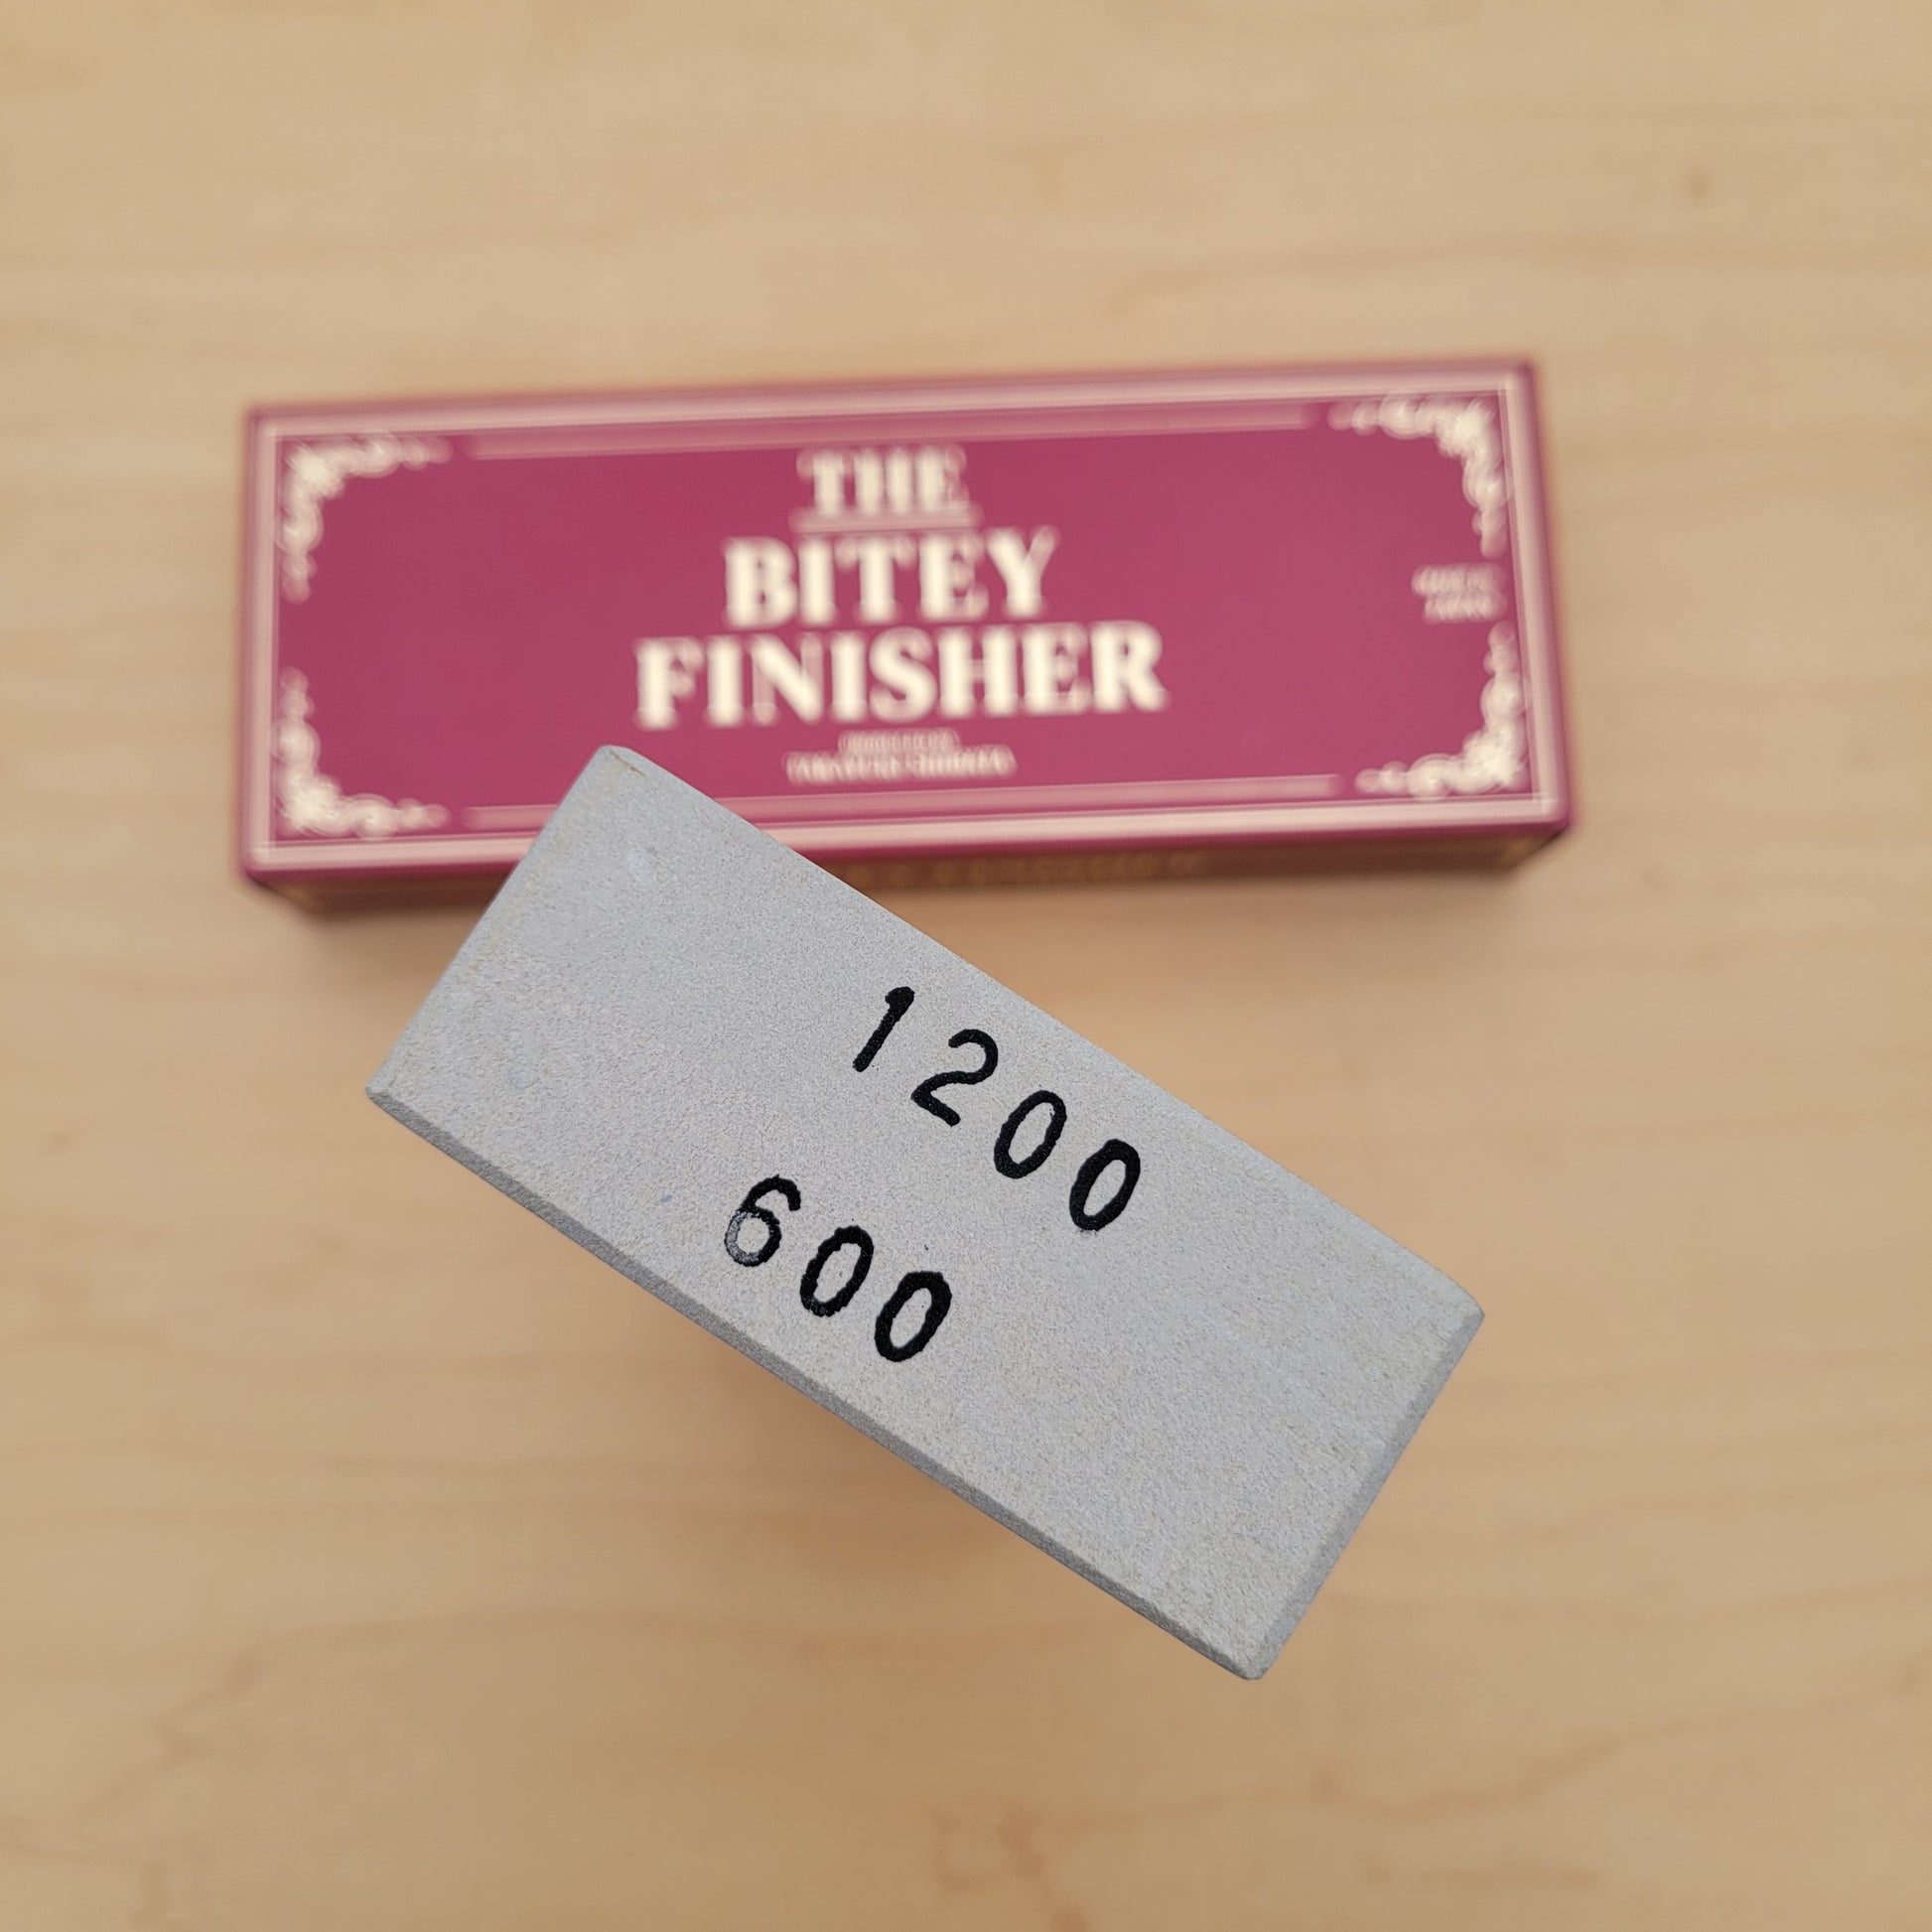 THE
BITEY
FINISHER
1200
600